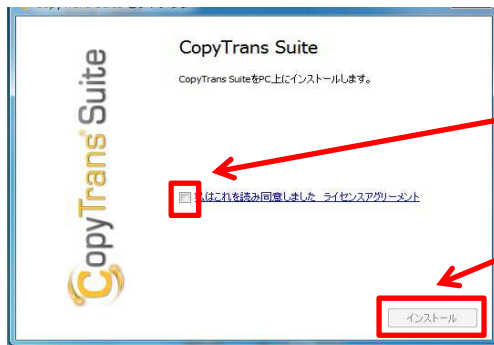 CopyTrans Suite
CopyTrans SuiteをPC上にインストールします。
はこれを読み同意しました ライセンスアグリーメント
インストール
CopyTrans Suite